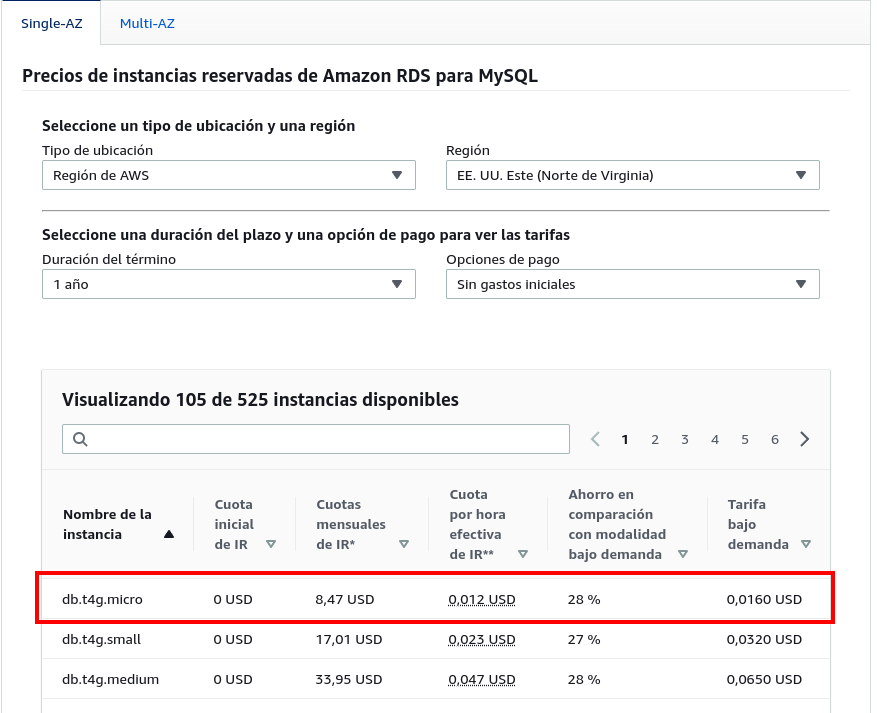 Single-AZ
Multi-AZ
Precios de instancias reservadas de Amazon RDS para MySQL
Seleccione un tipo de ubicación y una región
Tipo de ubicación
Región
Región de AWS
EE. UU. Este (Norte de Virginia)
Seleccione una duración del plazo y una opción de pago para ver las tarifas
Duración del término
Opciones de pago
1 año
Sin gastos iniciales
Visualizando 105 de 525 instancias disponibles
1 2 3 4 5 6
Nombre de la
instancia
Cuota
inicial
de IR
Cuotas
mensuales
de IR*
Cuota
por hora
efectiva
de IR**
Ahorro en
comparación
con modalidad
bajo demanda
Tarifa
bajo
demanda
db.t4g.micro 0 USD 8,47 USD 0,012 USD 28 % 0,0160 USD
db.t4g.small 0 USD 17,01 USD 0,023 USD 27 % 0,0320 USD
db.t4g.medium 0 USD 33,95 USD 0,047 USD 28 % 0,0650 USD